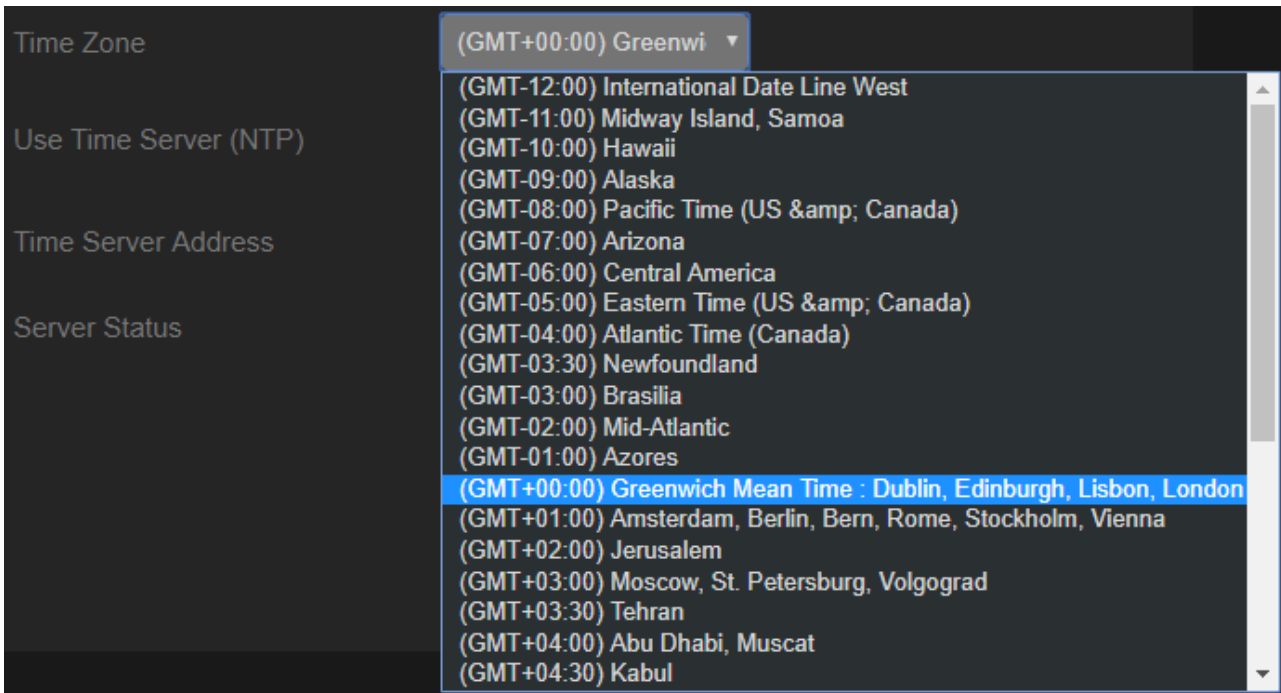 Time Zone
(GMT+00:00) Greenwi
(GMT-12:00) International Date Line West
(GMT-11:00) Midway Island, Samoa
Use Time Server (NTP)
(GMT-10:00) Hawaii
(GMT-09:00) Alaska
(GMT-08:00) Pacific Time (US &amp; Canada)
Time Server Address
(GMT-07:00) Arizona
(GMT-06:00) Central America
(GMT-05:00) Eastern Time (US &amp; Canada)
Server Status
(GMT-04:00) Atlantic Time (Canada)
(GMT-03:30) Newfoundland
(GMT-03:00) Brasilia
(GMT-02:00) Mid-Atlantic
(GMT-01:00) Azores
(GMT+00:00) Greenwich Mean Time : Dublin, Edinburgh, Lisbon, London
(GMT+01:00) Amsterdam, Berlin, Bern, Rome, Stockholm, Vienna
(GMT+02:00) Jerusalem
(GMT+03:00) Moscow, St. Petersburg, Volgograd
(GMT+03:30) Tehran
(GMT+04:00) Abu Dhabi, Muscat
(GMT+04:30) Kabul